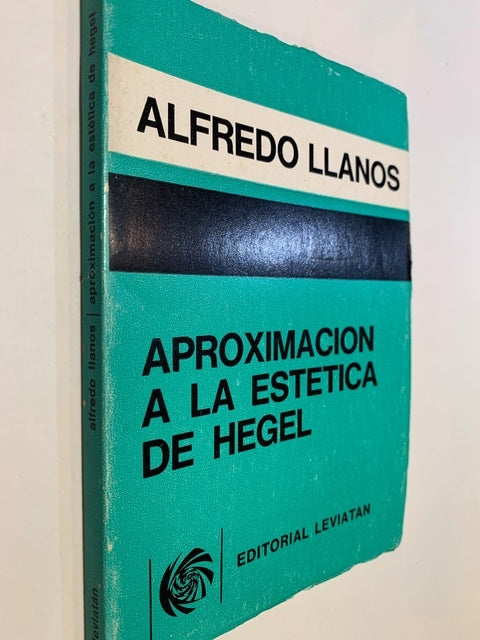 ALFREDO LLANOS
APROXIMACION
A LA ESTETICA
DE HEGEL
EDITORIAL LEVIATAN
alfredo llanos | aproximación a la estética de hegel
leviatán